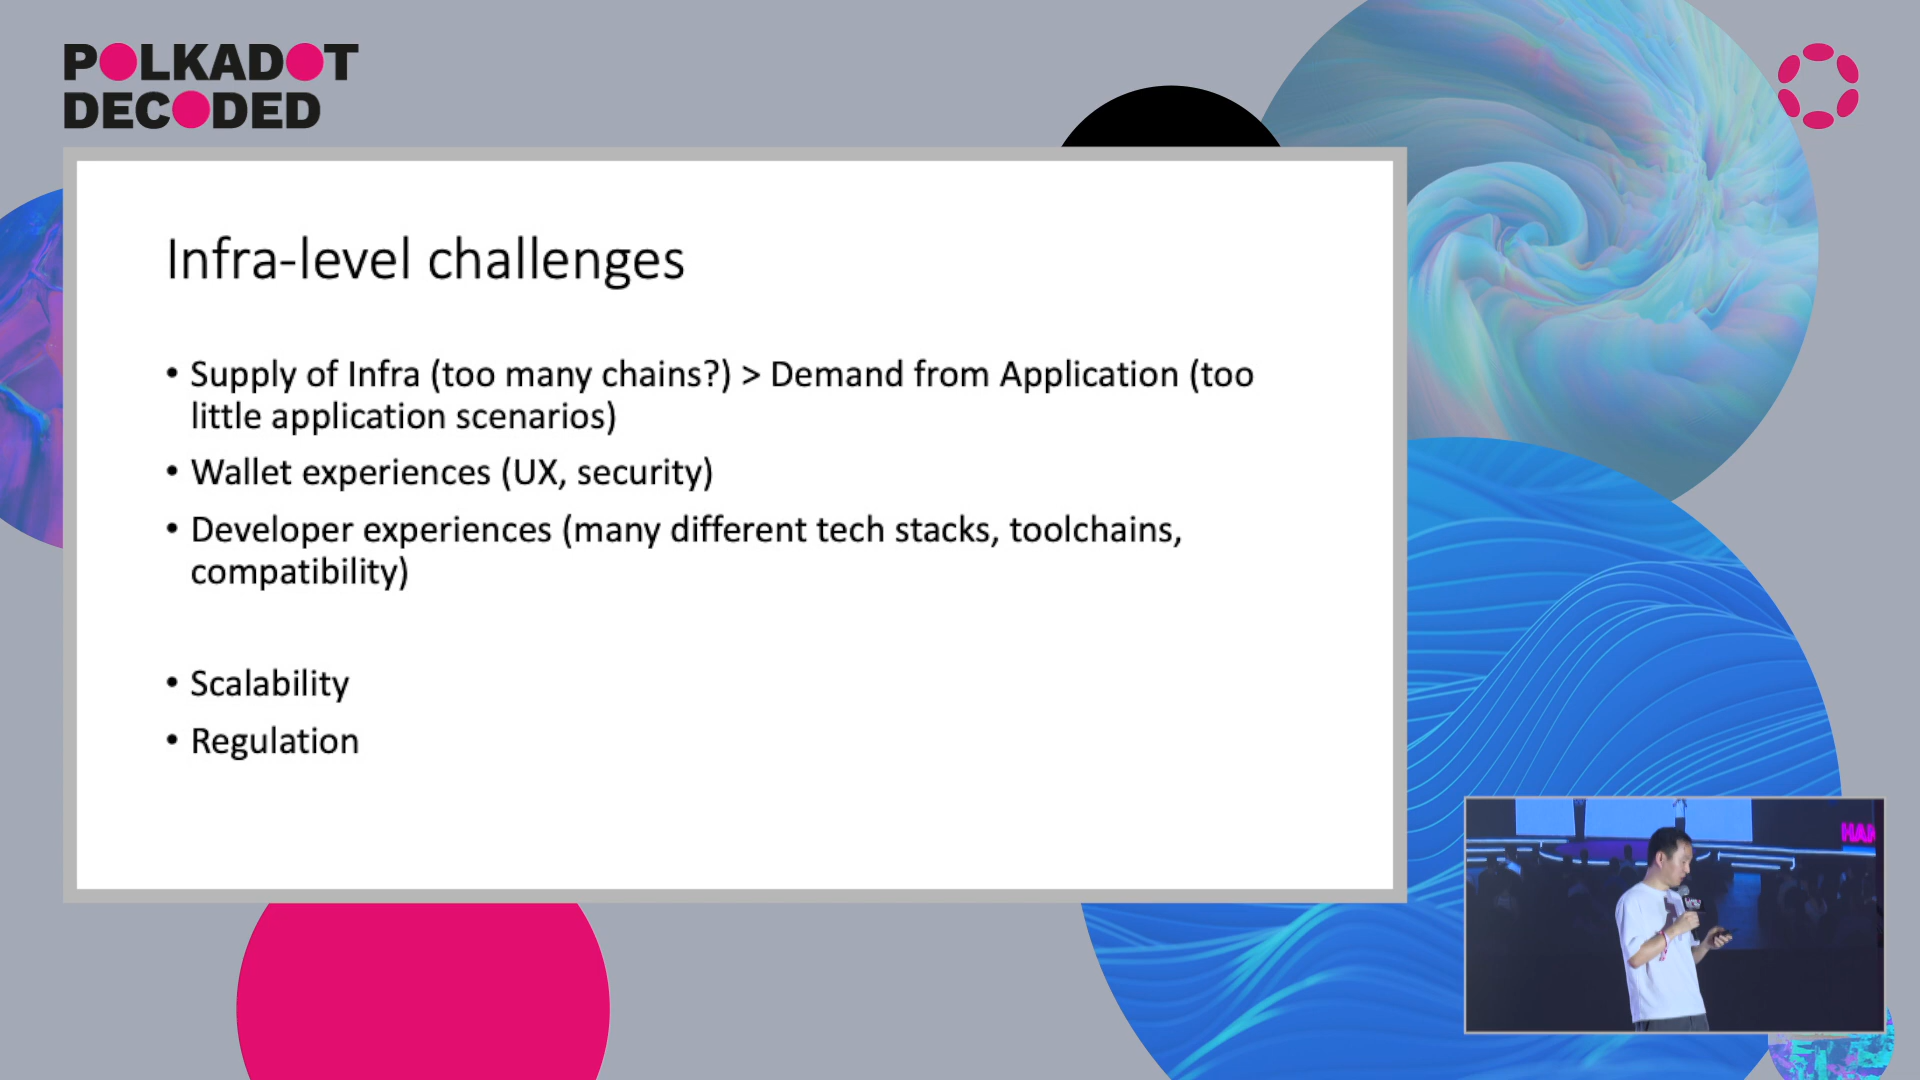 POLKADOT
DECODED
Infra-level challenges
• Supply of Infra (too many chains?) > Demand from Application (too
little application scenarios)
• Wallet experiences (UX, security)
• Developer experiences (many different tech stacks, toolchains,
compatibility)
• Scalability
• Regulation